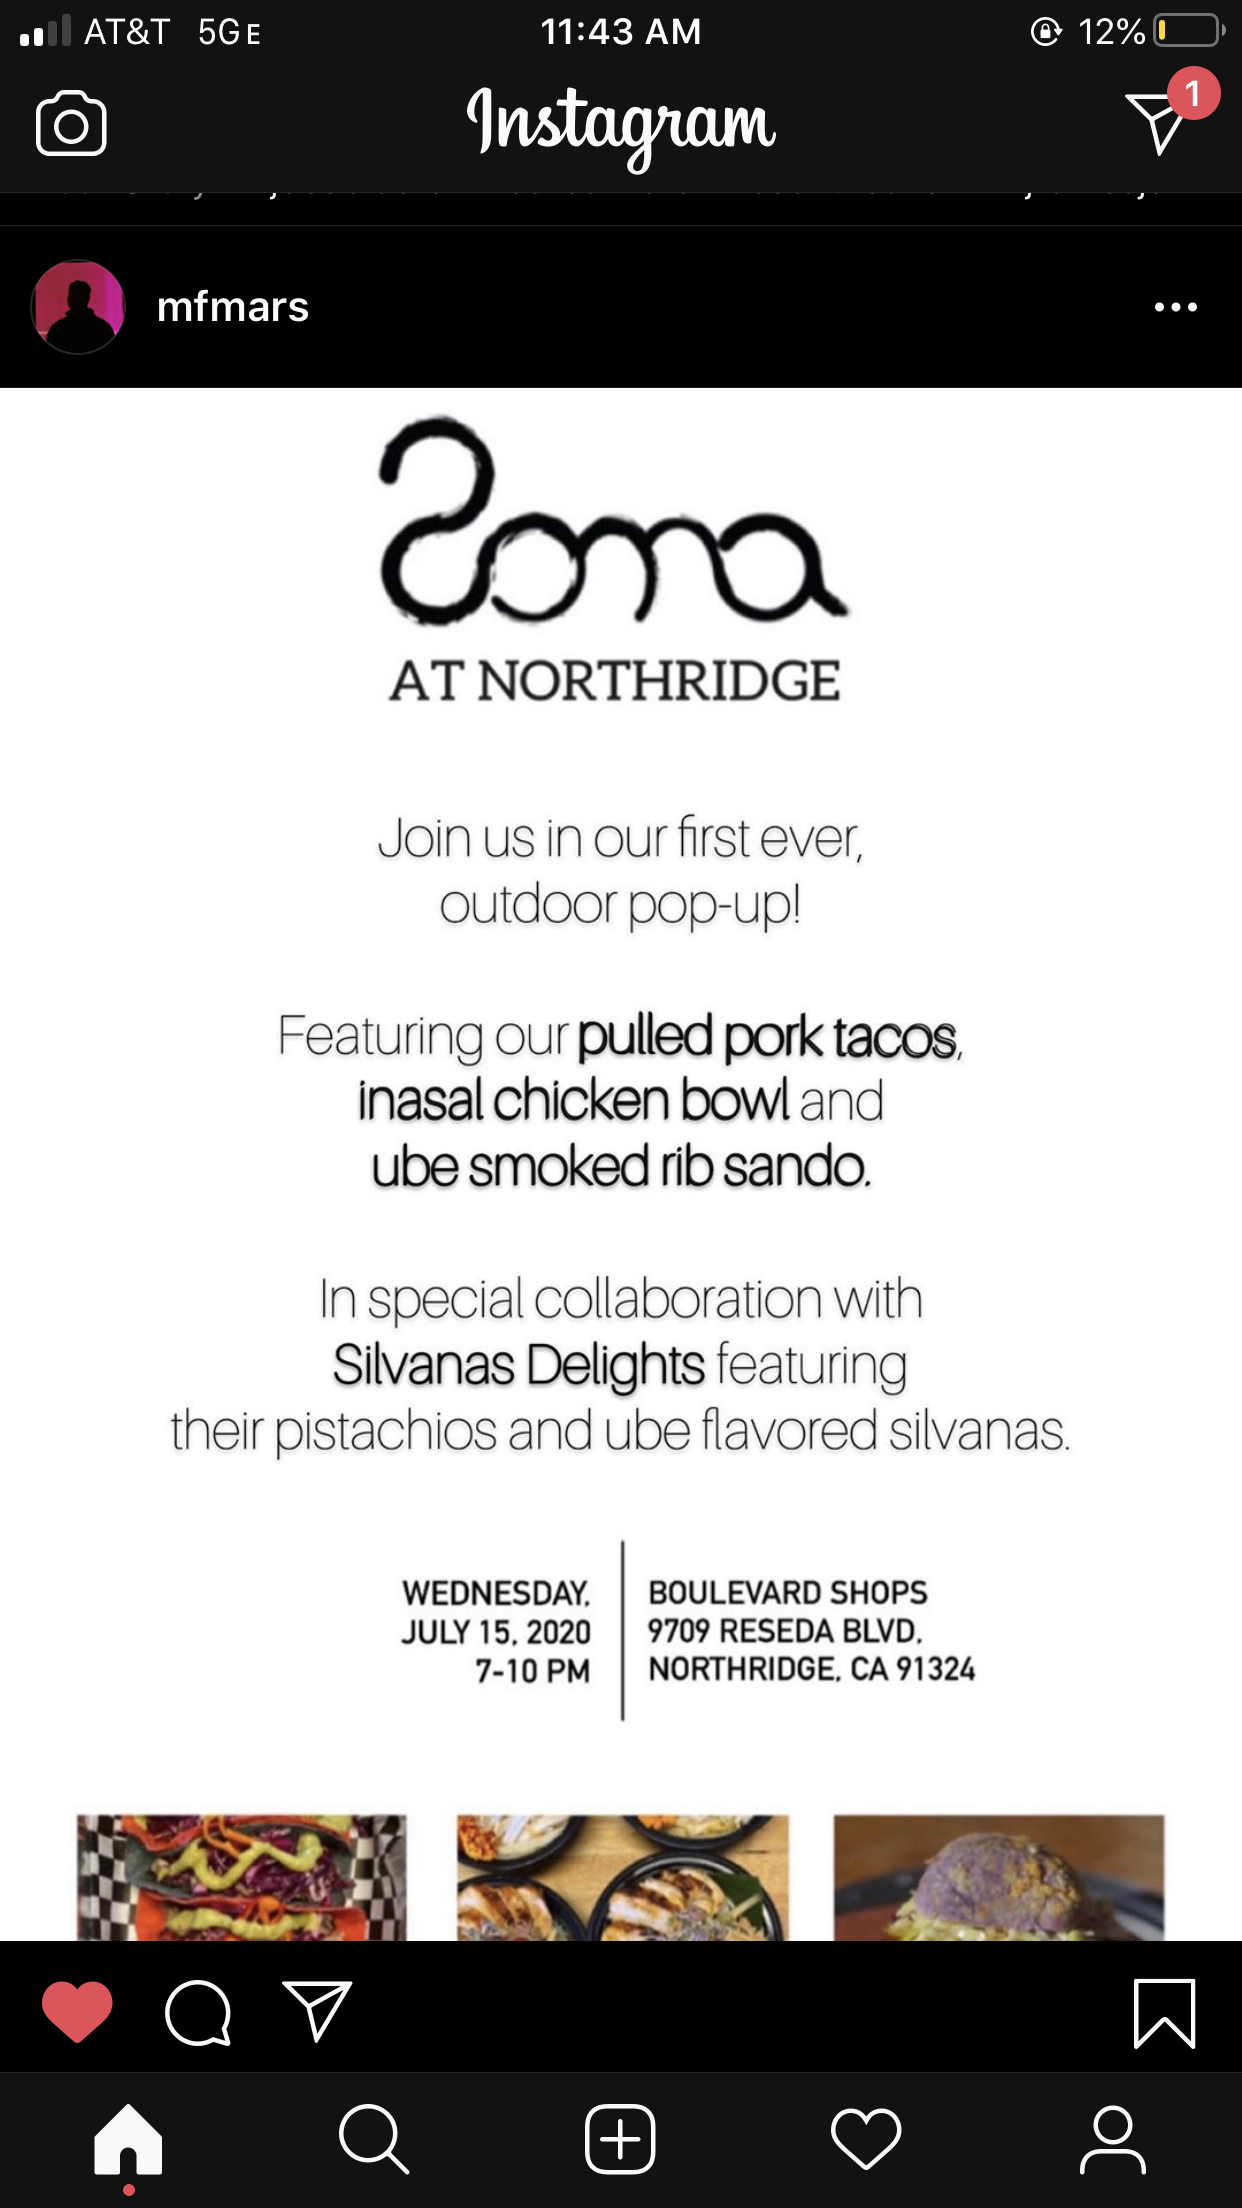 AT&T 5GE 11:43 AM 12%
Instagram 1
mfmars
Soma
AT NORTHRIDGE
Join us in our first ever,
outdoor pop-up!
Featuring our pulled pork tacos,
inasal chicken bowl and
ube smoked rib sando.
In special collaboration with
Silvanas Delights featuring
their pistachios and ube flavored silvanas.
WEDNESDAY,
JULY 15, 2020
7-10 PM
BOULEVARD SHOPS
9709 RESEDA BLVD,
NORTHRIDGE, CA 91324